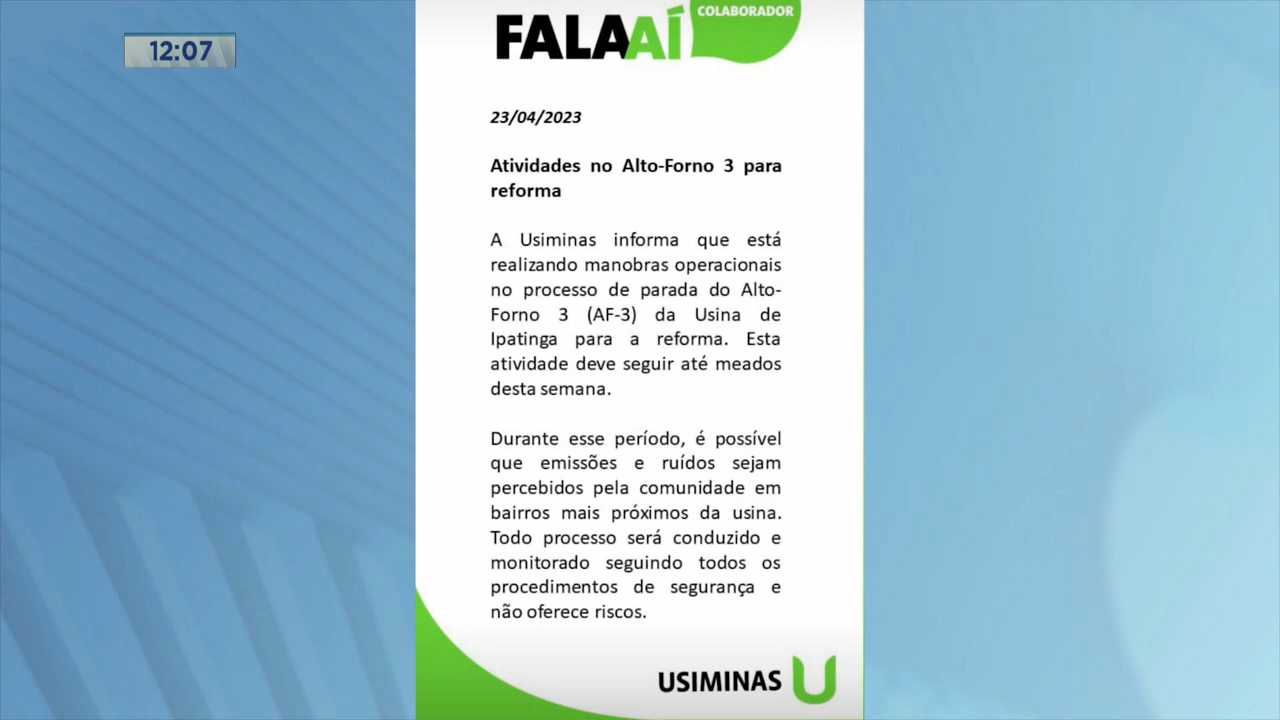 12:07
FALAAÍ COLABORADOR
23/04/2023
Atividades no Alto-Forno 3 para
reforma
A Usiminas informa que está
realizando manobras operacionais
no processo de parada do Alto-
Forno 3 (AF-3) da Usina de
Ipatinga para a reforma. Esta
atividade deve seguir até meados
desta semana.
Durante esse período, é possível
que emissões e ruídos sejam
percebidos pela comunidade em
bairros mais próximos da usina.
Todo processo será conduzido e
monitorado seguindo todos os
procedimentos de segurança e
não oferece riscos.
USIMINAS